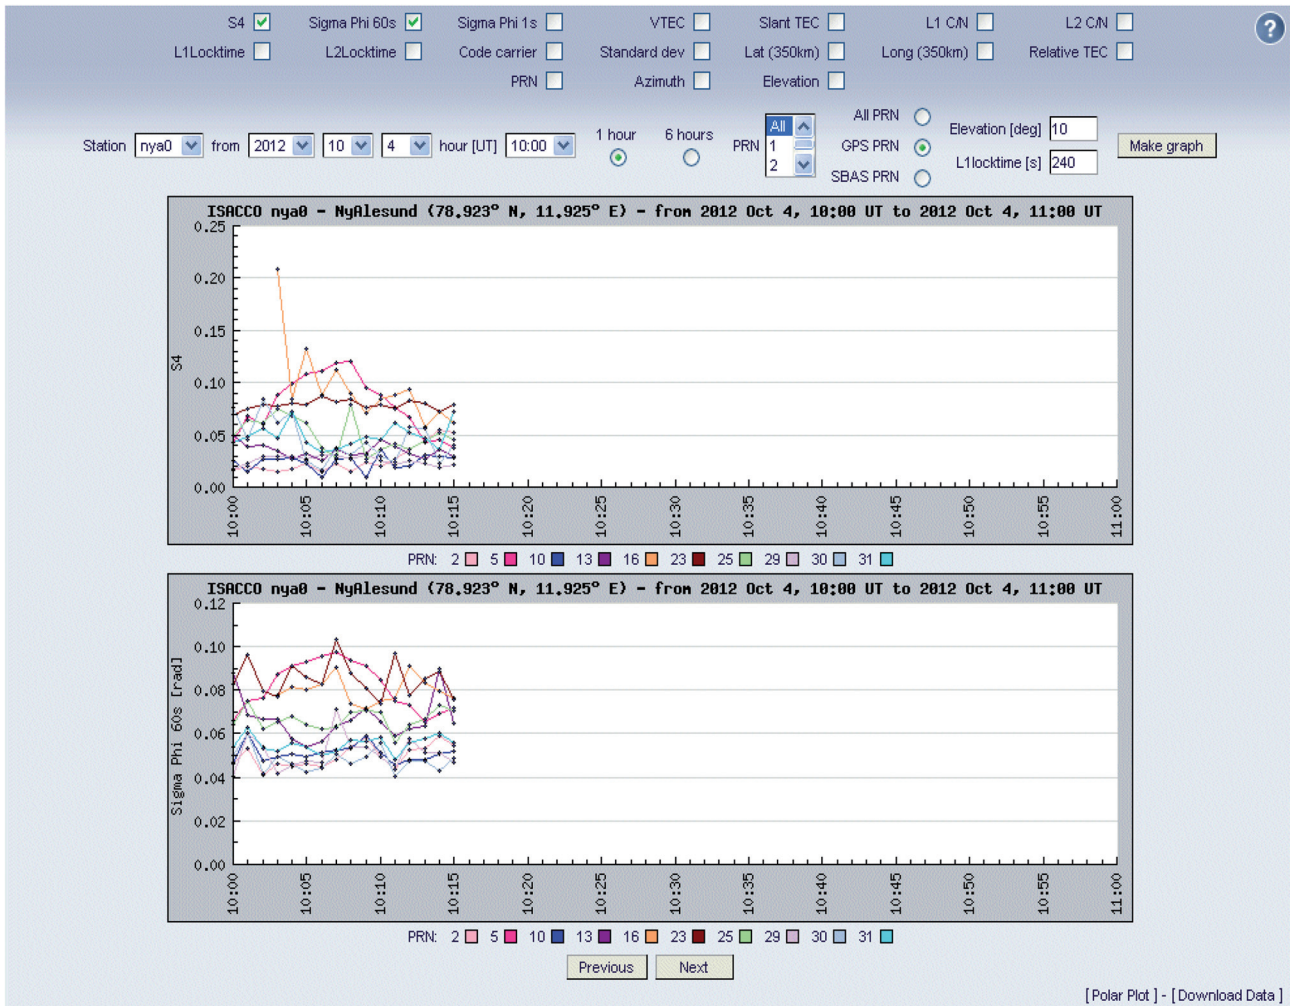 S4 Sigma Phi 60s Sigma Phi 1s VTEC Slant TEC L1 C/N L2 C/N ?
L1Locktime L2Locktime Code carrier Standard dev Lat (350km) Long (350km) Relative TEC
PRN Azimuth Elevation
Station nya0 from 2012 10 4 hour [UT] 10:00 1 hour 6 hours PRN All 1 2 All PRN GPS PRN SBAS PRN Elevation [deg] 10 L1locktime [s] 240 Make graph
ISACCO nya0 - NyAlesund (78.923° N, 11.925° E) - from 2012 Oct 4, 10:00 UT to 2012 Oct 4, 11:00 UT
0.25
0.20
0.15
S4
0.10
0.05
0.00
10:00 10:05 10:10 10:15 10:20 10:25 10:30 10:35 10:40 10:45 10:50 10:55 11:00
PRN: 2 5 10 13 16 23 25 29 30 31
ISACCO nya0 - NyAlesund (78.923° N, 11.925° E) - from 2012 Oct 4, 10:00 UT to 2012 Oct 4, 11:00 UT
0.12
0.10
0.08
Sigma Phi 60s [rad]
0.06
0.04
0.02
0.00
10:00 10:05 10:10 10:15 10:20 10:25 10:30 10:35 10:40 10:45 10:50 10:55 11:00
PRN: 2 5 10 13 16 23 25 29 30 31
Previous Next
[ Polar Plot ] - [ Download Data ]